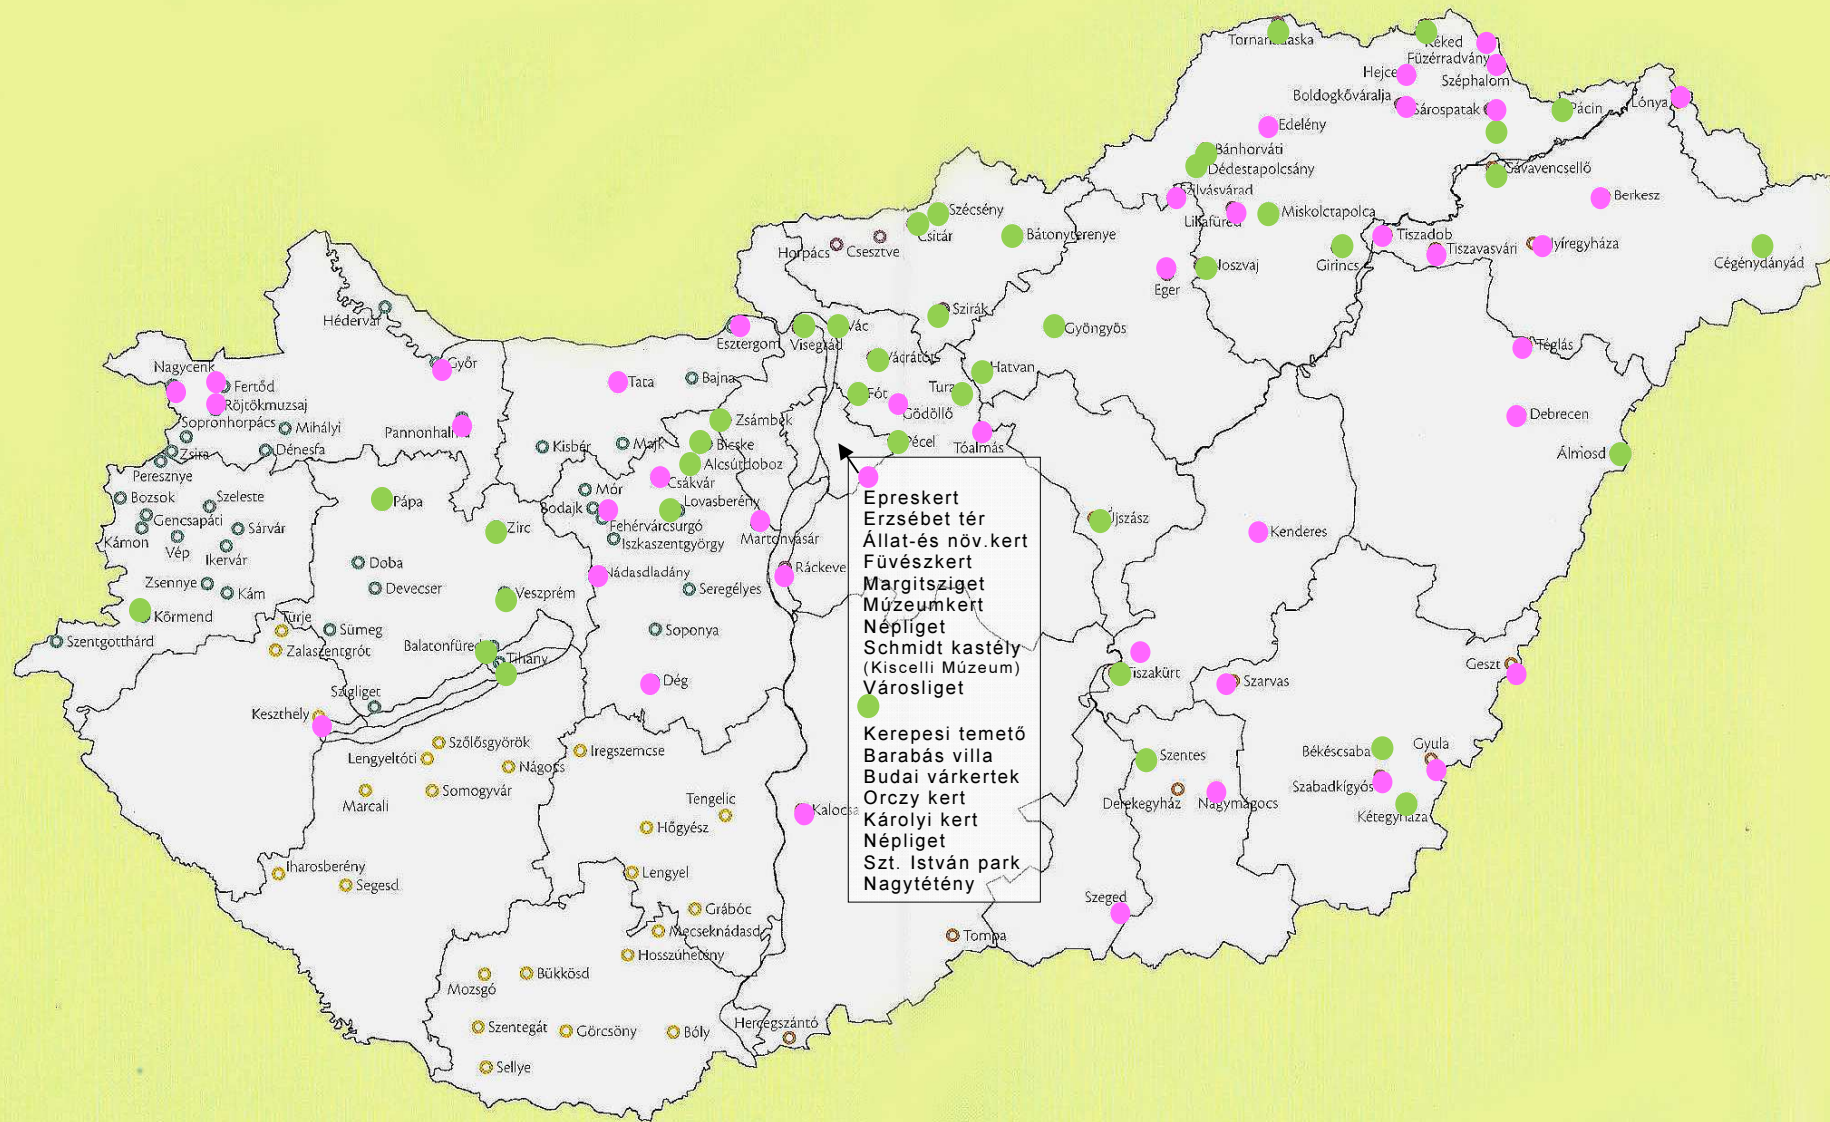 Tornanádaska
Kéked
Füzérradvány
Hejce
Széphalom
Boldogkőváralja
Sárospatak
Pácin
Lónya
Edelény
Bánhorváti
Dédestapolcsány
Gávavencsellő
Szilvásvárad
Berkesz
Lillafüred
Miskolctapolca
Szécsény
Csitár
Bátonyterenye
Horpács
Csesztve
Tiszadob
Tiszavasvári
Nyíregyháza
Girincs
Cégénydányád
Noszvaj
Eger
Hédervár
Szirák
Gyöngyös
Esztergom
Visegrád
Vác
Vácrátót
Téglás
Győr
Nagycenk
Fertőd
Röjtőkmuzsaj
Tata
Bajna
Hatvan
Tura
Fót
Gödöllő
Debrecen
Sopronhorpács
Mihályi
Pannonhalma
Zsámbék
Kisbér
Majk
Bicske
Pécel
Tóalmás
Zsira
Dénesfa
Peresznye
Alcsútdoboz
Álmosd
Csákvár
Bozsok
Szeleste
Pápa
Mór
Bodajk
Lovasberény
Gencsapáti
Sárvár
Zirc
Fehérvárcsurgó
Martonvásár
Újszász
Kámon
Vép
Ikervár
Iszkaszentgyörgy
Kenderes
Doba
Zsennye
Kám
Devecser
Veszprém
Nádasdladány
Seregélyes
Ráckeve
Körmend
Türje
Sümeg
Soponya
Szentgotthárd
Zalaszentgrót
Balatonfüred
Tihany
Geszt
Szigliget
Dég
Tiszakürt
Szarvas
Keszthely
Epreskert
Erzsébet tér
Állat-és növ.kert
Füvészkert
Margitsziget
Múzeumkert
Népliget
Schmidt kastély
(Kiscelli Múzeum)
Városliget
Kerepesi temető
Barabás villa
Budai várkertek
Orczy kert
Károlyi kert
Népliget
Szt. István park
Nagytétény
Szőlősgyörök
Lengyeltóti
Nágocs
Iregszemcse
Szentes
Békéscsaba
Gyula
Szabadkígyós
Marcali
Somogyvár
Tengelic
Kalocsa
Derekegyház
Nagymágocs
Kétegyháza
Hőgyész
Iharosberény
Segesd
Lengyel
Grábóc
Szeged
Mecseknádasd
Tompa
Hosszúhetény
Mozsgó
Bükkösd
Szentegát
Görcsöny
Bóly
Hercegszántó
Sellye